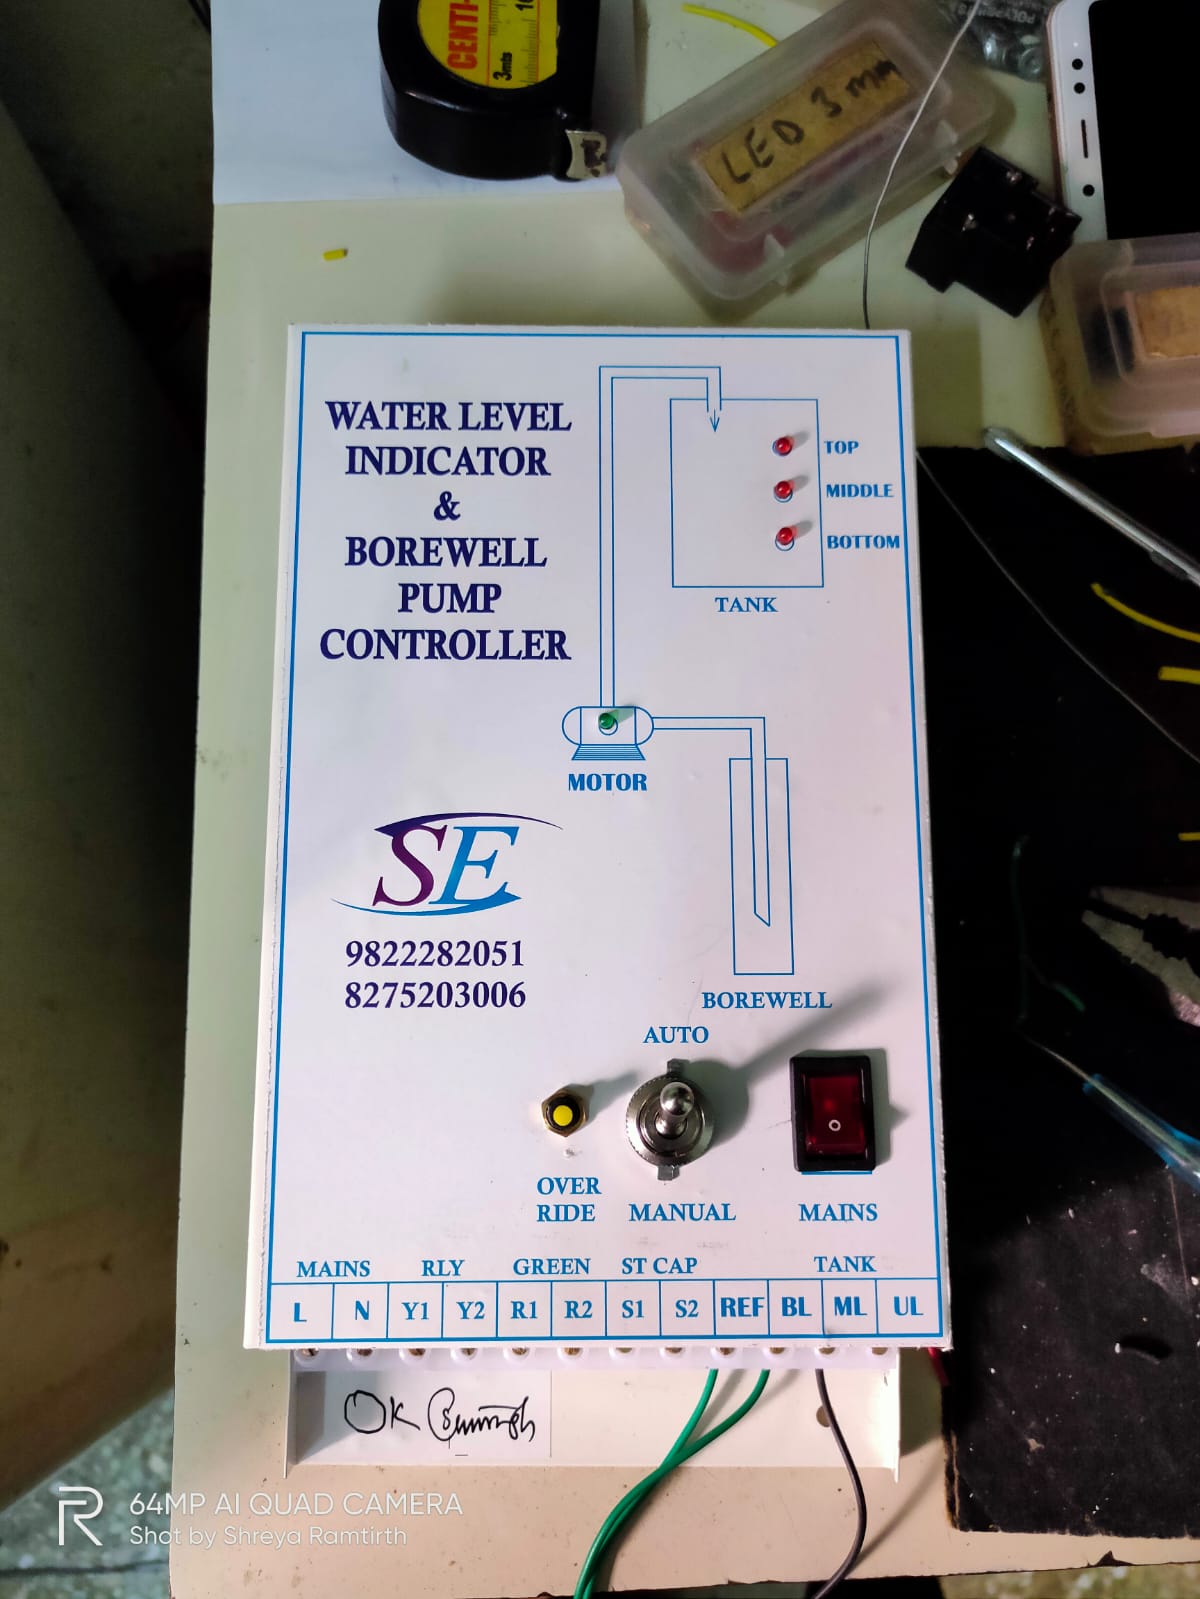 CENTI-
3mts
LED 3 mm
WATER LEVEL
INDICATOR
&
BOREWELL
PUMP
CONTROLLER
TOP
MIDDLE
BOTTOM
TANK
MOTOR
SE
9822282051
8275203006
BOREWELL
AUTO
OVER
RIDE
MANUAL
MAINS
MAINS RLY GREEN ST CAP TANK
L N Y1 Y2 R1 R2 S1 S2 REF BL ML UL
OK
R
64MP AI QUAD CAMERA
Shot by Shreya Ramtirth